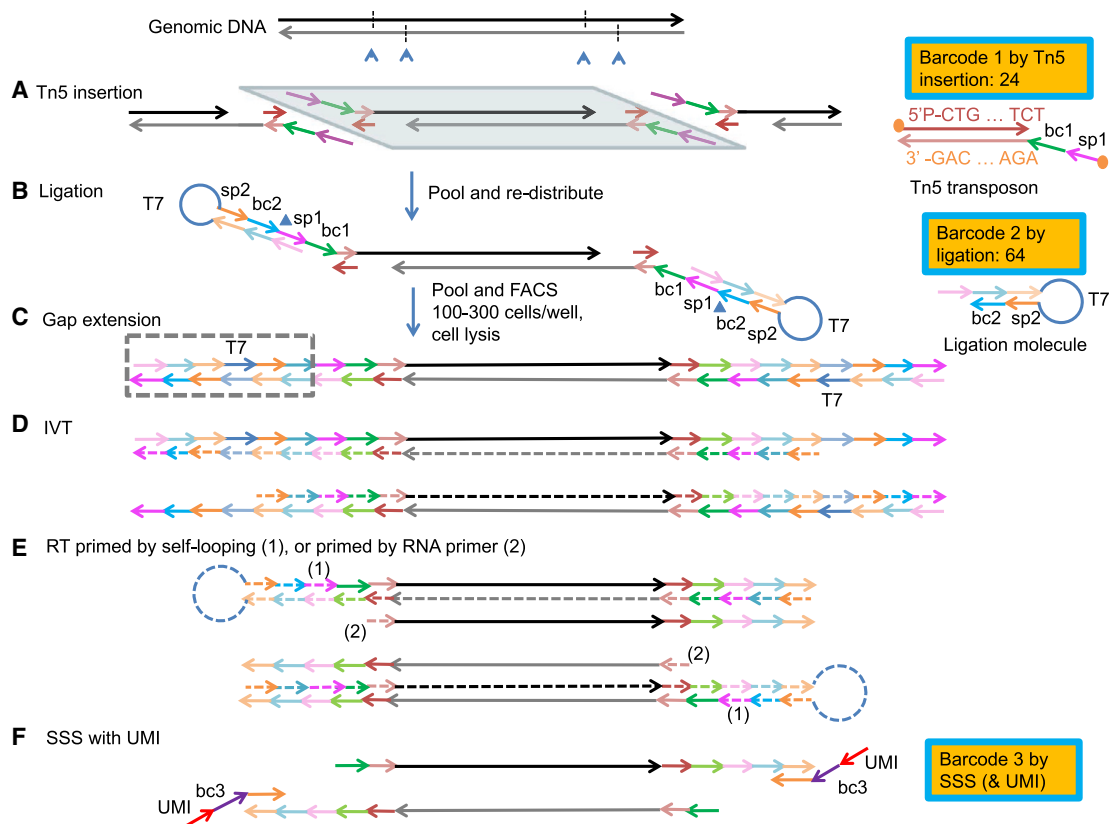 Genomic DNA
A Tn5 insertion
Barcode 1 by Tn5
insertion: 24
5'P-CTG ... TCT
bc1
sp1
3' -GAC ... AGA
Tn5 transposon
B Ligation
Pool and re-distribute
T7
sp2
bc2
sp1
bc1
Barcode 2 by
ligation: 64
bc1
sp1
bc2
sp2
T7
T7
bc2
sp2
Ligation molecule
Pool and FACS
100-300 cells/well,
cell lysis
C Gap extension
T7
T7
D IVT
E RT primed by self-looping (1), or primed by RNA primer (2)
(1)
(2)
(2)
(1)
F SSS with UMI
UMI
bc3
UMI
bc3
Barcode 3 by
SSS (& UMI)